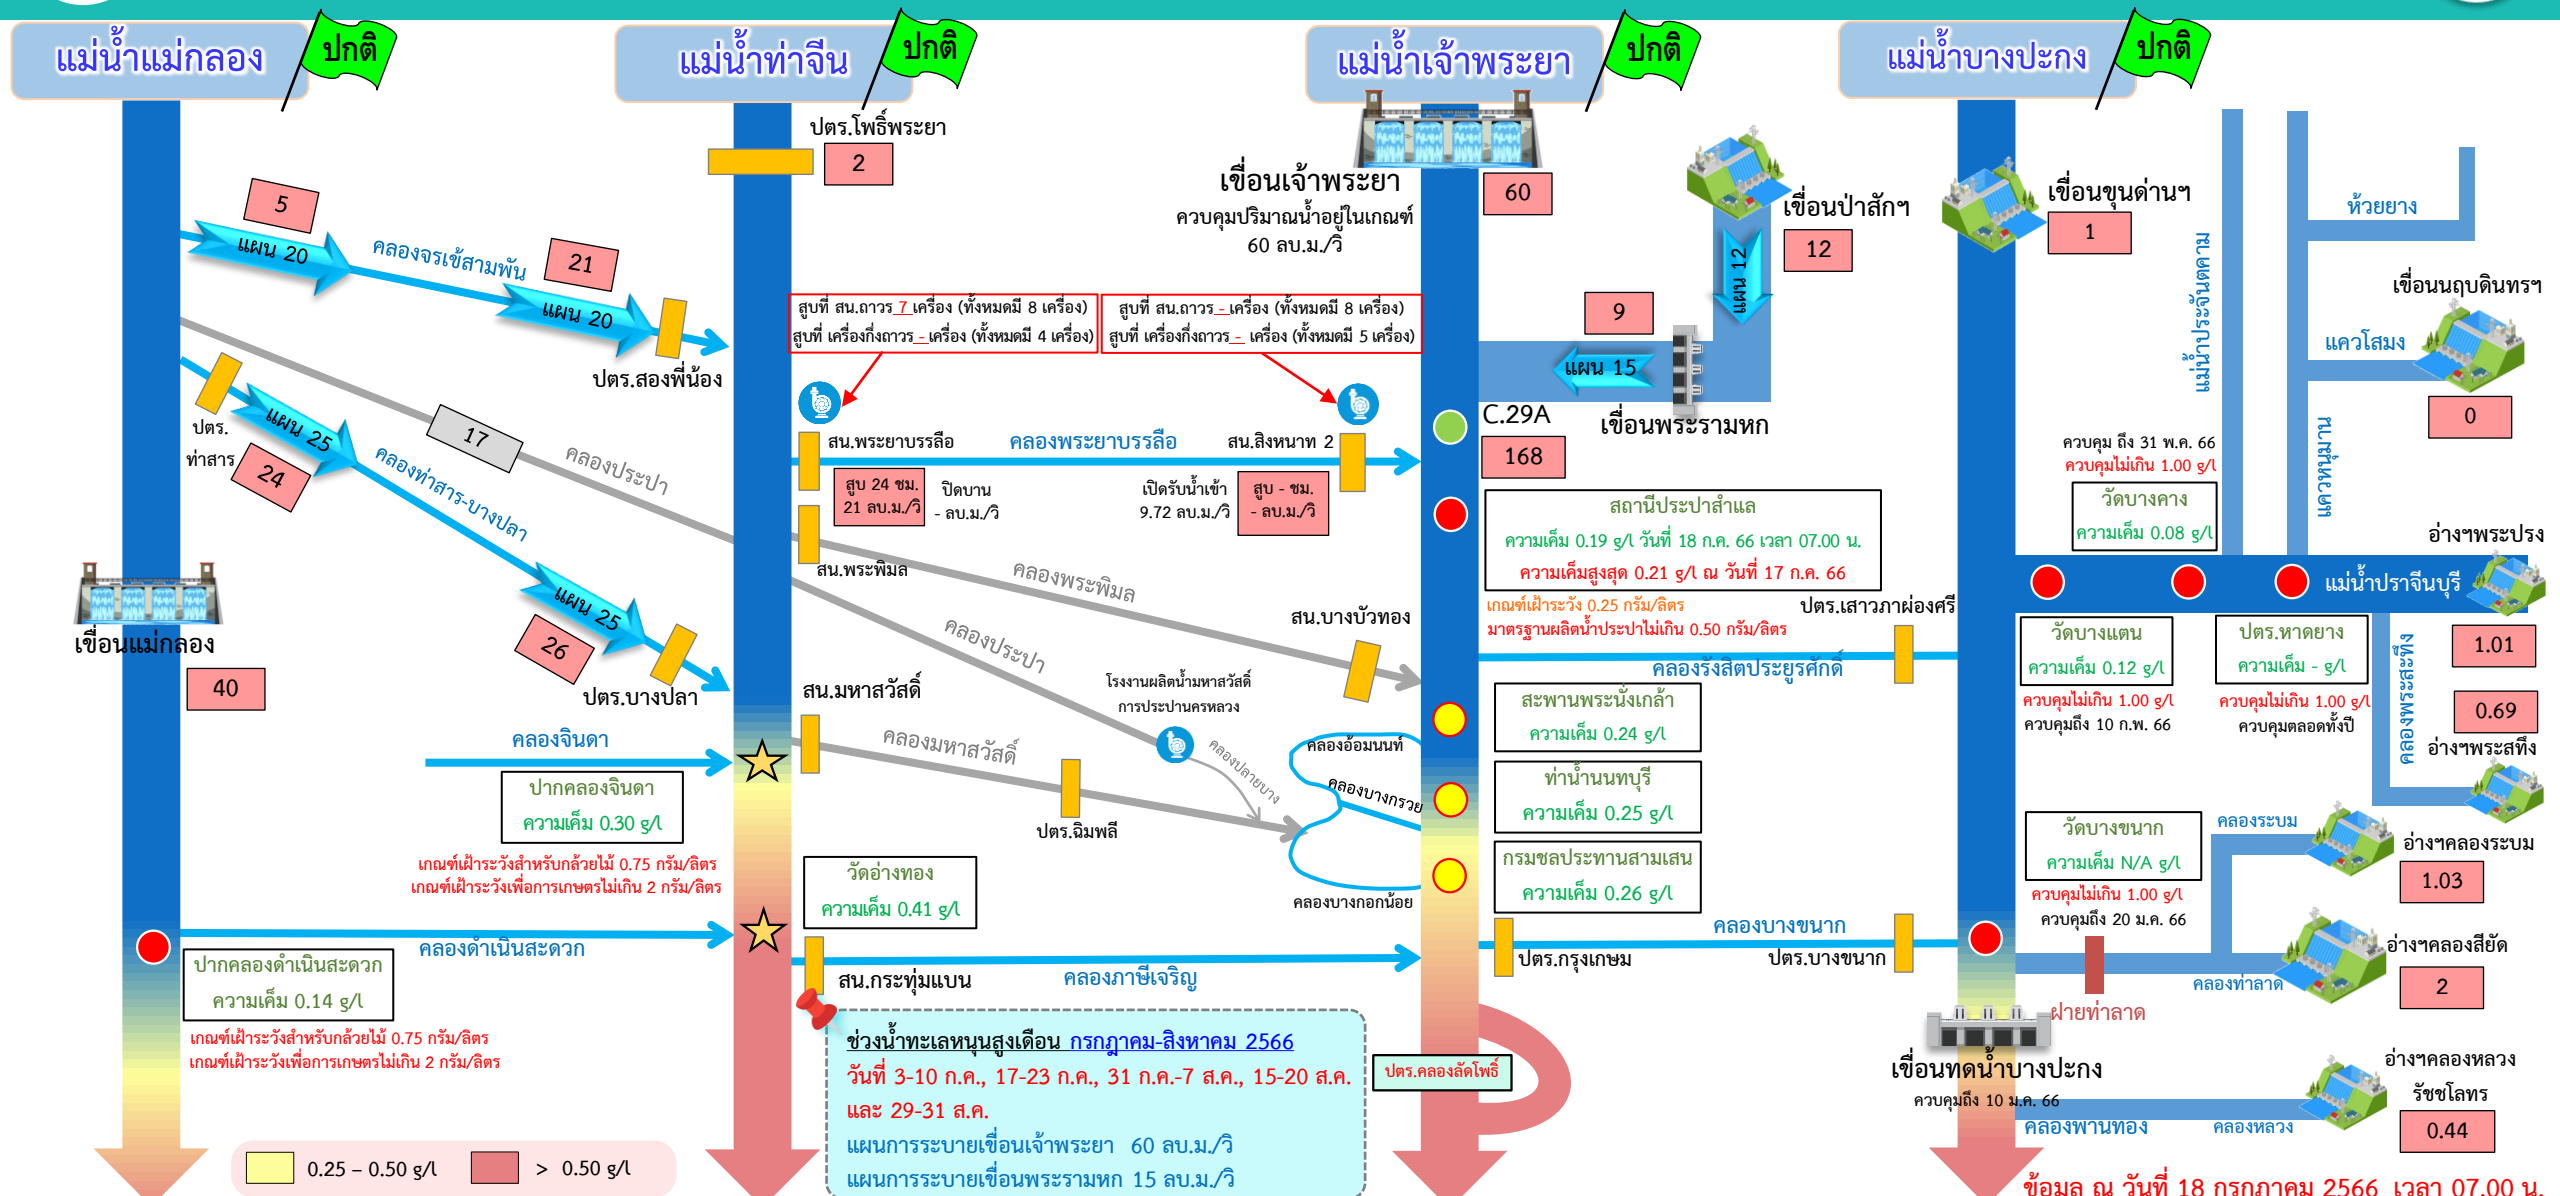 แม่น้ำแม่กลอง
ปกติ
แม่น้ำท่าจีน
ปกติ
แม่น้ำเจ้าพระยา
ปกติ
แม่น้ำบางปะกง
ปกติ
5
แผน 20
คลองจรเข้สามพัน
21
แผน 20
ปตร.สองพี่น้อง
ปตร.
ท่าสาร
แผน 25
24
17
คลองประปา
คลองท่าสาร-บางปลา
แผน 25
26
ปตร.บางปลา
เขื่อนแม่กลอง
40
คลองจินดา
ปากคลองจินดา
ความเค็ม 0.30 g/l
เกณฑ์เฝ้าระวังสำหรับกล้วยไม้ 0.75 กรัม/ลิตร
เกณฑ์เฝ้าระวังเพื่อการเกษตรไม่เกิน 2 กรัม/ลิตร
คลองดำเนินสะดวก
ปากคลองดำเนินสะดวก
ความเค็ม 0.14 g/l
เกณฑ์เฝ้าระวังสำหรับกล้วยไม้ 0.75 กรัม/ลิตร
เกณฑ์เฝ้าระวังเพื่อการเกษตรไม่เกิน 2 กรัม/ลิตร
0.25 – 0.50 g/l
> 0.50 g/l
ปตร.โพธิ์พระยา
2
เขื่อนเจ้าพระยา
ควบคุมปริมาณน้ำอยู่ในเกณฑ์
60 ลบ.ม./วิ
60
สูบที่ สน.ถาวร 7 เครื่อง (ทั้งหมดมี 8 เครื่อง)
สูบที่ เครื่องกึ่งถาวร - เครื่อง (ทั้งหมดมี 4 เครื่อง)
สูบที่ สน.ถาวร - เครื่อง (ทั้งหมดมี 8 เครื่อง)
สูบที่ เครื่องกึ่งถาวร - เครื่อง (ทั้งหมดมี 5 เครื่อง)
สน.พระยาบรรลือ
คลองพระยาบรรลือ
สน.สิงหนาท 2
สูบ 24 ชม.
21 ลบ.ม./วิ
ปิดบาน
- ลบ.ม./วิ
เปิดรับน้ำเข้า
9.72 ลบ.ม./วิ
สูบ - ชม.
- ลบ.ม./วิ
สน.พระพิมล
คลองพระพิมล
สน.บางบัวทอง
คลองประปา
โรงงานผลิตน้ำมหาสวัสดิ์
การประปานครหลวง
สน.มหาสวัสดิ์
คลองมหาสวัสดิ์
ปตร.ฉิมพลี
คลองปลายบาง
คลองอ้อมนนท์
คลองบางกรวย
คลองบางกอกน้อย
วัดอ่างทอง
ความเค็ม 0.41 g/l
สน.กระทุ่มแบน
คลองภาษีเจริญ
ช่วงน้ำทะเลหนุนสูงเดือน กรกฎาคม-สิงหาคม 2566
วันที่ 3-10 ก.ค., 17-23 ก.ค., 31 ก.ค.-7 ส.ค., 15-20 ส.ค.
และ 29-31 ส.ค.
แผนการระบายเขื่อนเจ้าพระยา 60 ลบ.ม./วิ
แผนการระบายเขื่อนพระรามหก 15 ลบ.ม./วิ
ปตร.คลองลัดโพธิ์
เขื่อนป่าสักฯ
12
แผน 12
9
แผน 15
เขื่อนพระรามหก
C.29A
168
สถานีประปาสำแล
ความเค็ม 0.19 g/l วันที่ 18 ก.ค. 66 เวลา 07.00 น.
ความเค็มสูงสุด 0.21 g/l ณ วันที่ 17 ก.ค. 66
เกณฑ์เฝ้าระวัง 0.25 กรัม/ลิตร
มาตรฐานผลิตน้ำประปาไม่เกิน 0.50 กรัม/ลิตร
ปตร.เสาวภาผ่องศรี
คลองรังสิตประยูรศักดิ์
สะพานพระนั่งเกล้า
ความเค็ม 0.24 g/l
ท่าน้ำนนทบุรี
ความเค็ม 0.25 g/l
กรมชลประทานสามเสน
ความเค็ม 0.26 g/l
คลองบางขนาก
ปตร.กรุงเกษม
ปตร.บางขนาก
เขื่อนขุนด่านฯ
1
แม่น้ำประจันตคาม
ห้วยยาง
เขื่อนนฤบดินทรฯ
แควโสมง
0
แควหนุมาน
ควบคุม ถึง 31 พ.ค. 66
ควบคุมไม่เกิน 1.00 g/l
วัดบางคาง
ความเค็ม 0.08 g/l
อ่างฯพระปรง
แม่น้ำปราจีนบุรี
1.01
วัดบางแตน
ความเค็ม 0.12 g/l
ควบคุมไม่เกิน 1.00 g/l
ควบคุมถึง 10 ก.พ. 66
ปตร.หาดยาง
ความเค็ม - g/l
ควบคุมไม่เกิน 1.00 g/l
ควบคุมตลอดทั้งปี
คลองพระสะทึง
0.69
อ่างฯพระสทึง
วัดบางขนาก
ความเค็ม N/A g/l
ควบคุมไม่เกิน 1.00 g/l
ควบคุมถึง 20 ม.ค. 66
คลองระบม
อ่างฯคลองระบม
1.03
อ่างฯคลองสียัด
2
คลองท่าลาด
ฝายท่าลาด
เขื่อนทดน้ำบางปะกง
ควบคุมถึง 10 ม.ค. 66
คลองพานทอง
คลองหลวง
อ่างฯคลองหลวง
รัชชโลทร
0.44
ข้อมูล ณ วันที่ 18 กรกฎาคม 2566 เวลา 07.00 น.